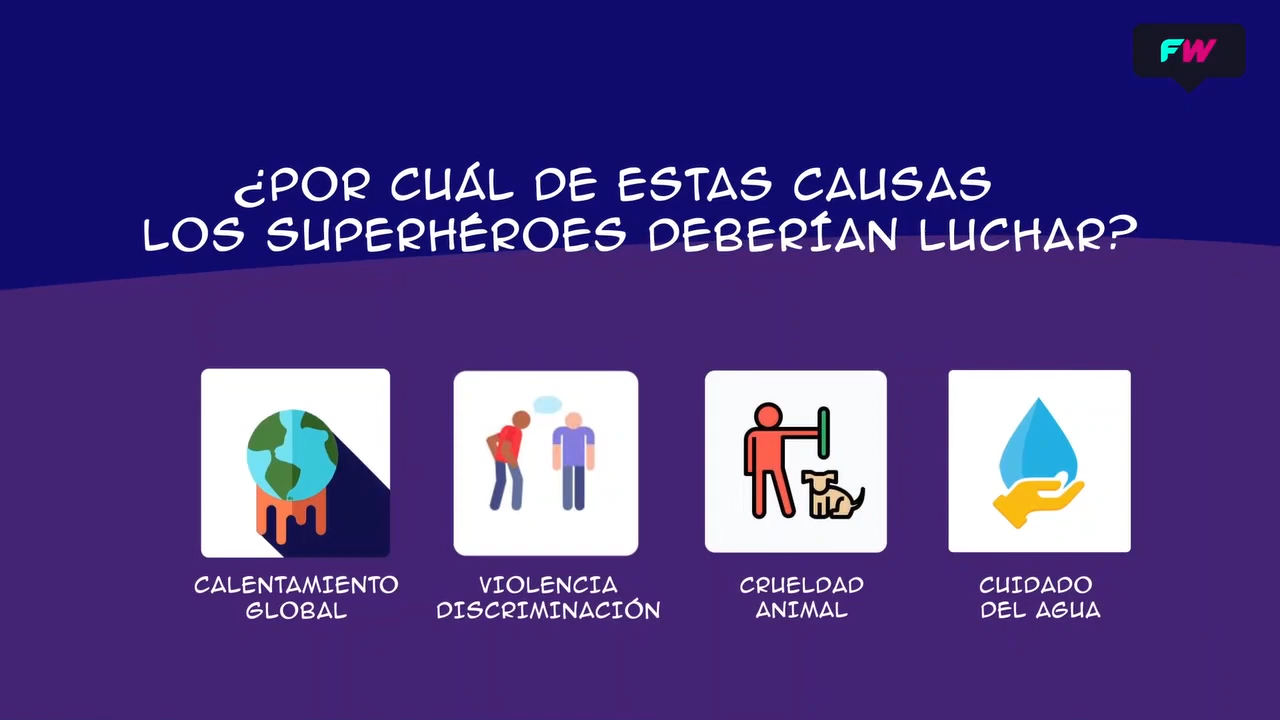 FW
¿POR CUÁL DE ESTAS CAUSAS
LOS SUPERHÉROES DEBERÍAN LUCHAR?
CALENTAMIENTO
GLOBAL
VIOLENCIA
DISCRIMINACIÓN
CRUELDAD
ANIMAL
CUIDADO
DEL AGUA